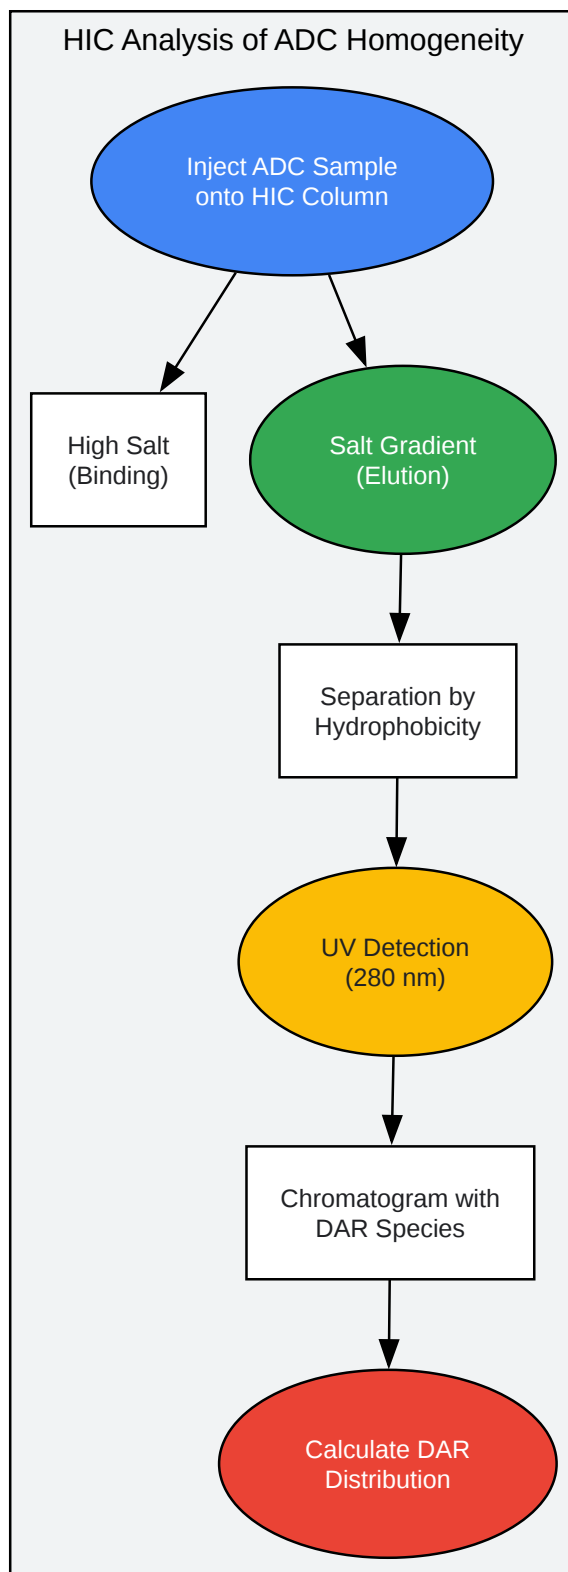 HIC Analysis of ADC Homogeneity
Inject ADC Sample
onto HIC Column
High Salt
(Binding)
Salt Gradient
(Elution)
Separation by
Hydrophobicity
UV Detection
(280 nm)
Chromatogram with
DAR Species
Calculate DAR
Distribution